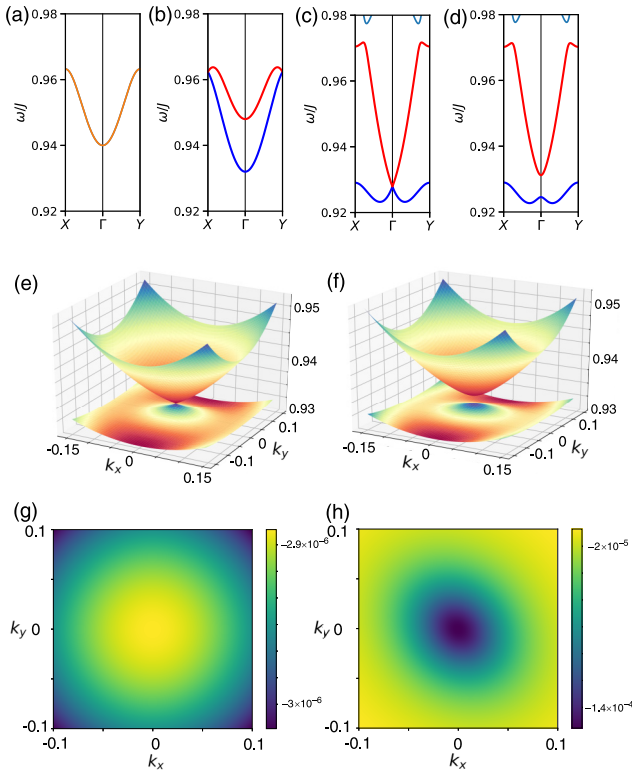 (a) (b) (c) (d)
0.98 0.98 0.98 0.98
0.96 0.96 0.96 0.96
ω/J ω/J ω/J ω/J
0.94 0.94 0.94 0.94
0.92 0.92 0.92 0.92
X Γ Y X Γ Y X Γ Y X Γ Y
(e) (f)
0.95 0.95
0.94 0.94
0.93 0.93
0.1 0.1
0 0
-0.1 -0.1
k_y k_y
-0.15 0 0.15 -0.15 0 0.15
k_x k_x
(g) (h)
0.1 0.1
k_y 0 k_y 0
-0.1 -0.1
0 0.1 0 0.1
k_x k_x
−2.9×10⁻⁶ −2×10⁻⁵
−3×10⁻⁶ −1.4×10⁻⁴